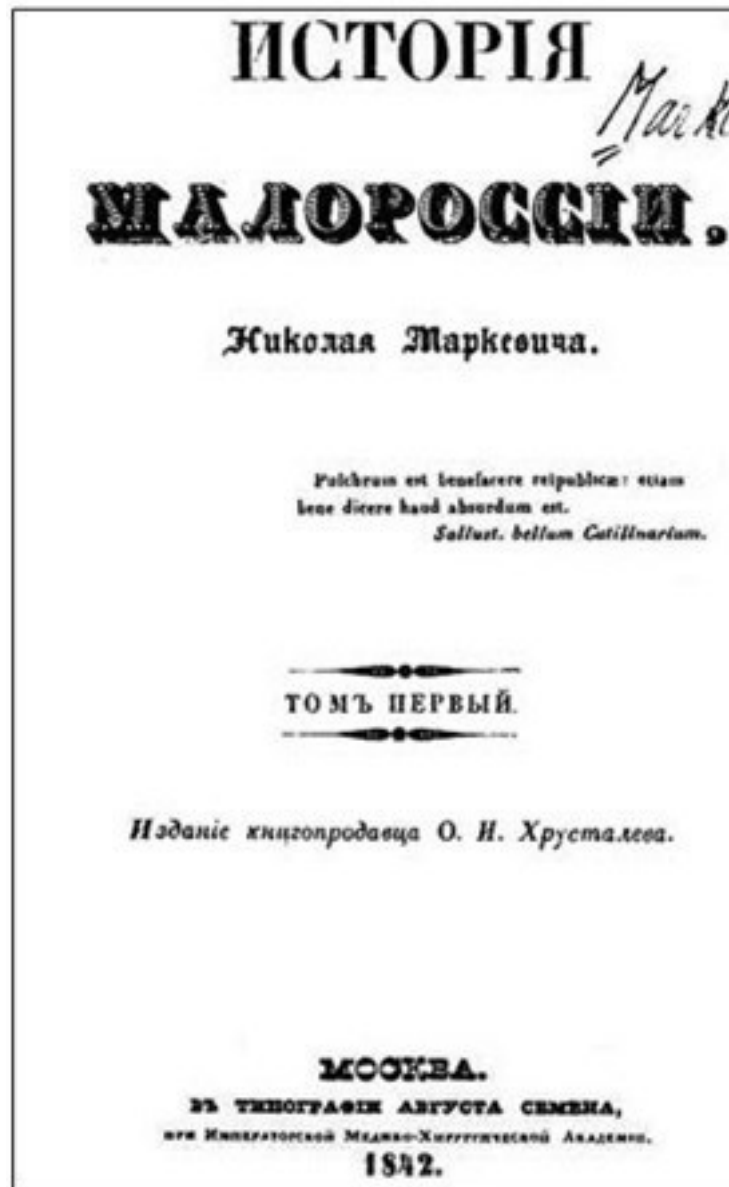 ИСТОРІЯ
МАЛОРОССІИ,
Николая Маркевича.
Pulchrum est benefacere reipublicæ: etiam
bene dicere haud absurdum est.
Sallust. bellum Catilinarium.
ТОМЪ ПЕРВЫЙ.
Изданіе книгопродавца О. И. Хрусталева.
МОСКВА.
ВЪ ТИПОГРАФІИ АВГУСТА СЕМЕНА,
при Императорской Медико-Хирургической Академіи.
1842.